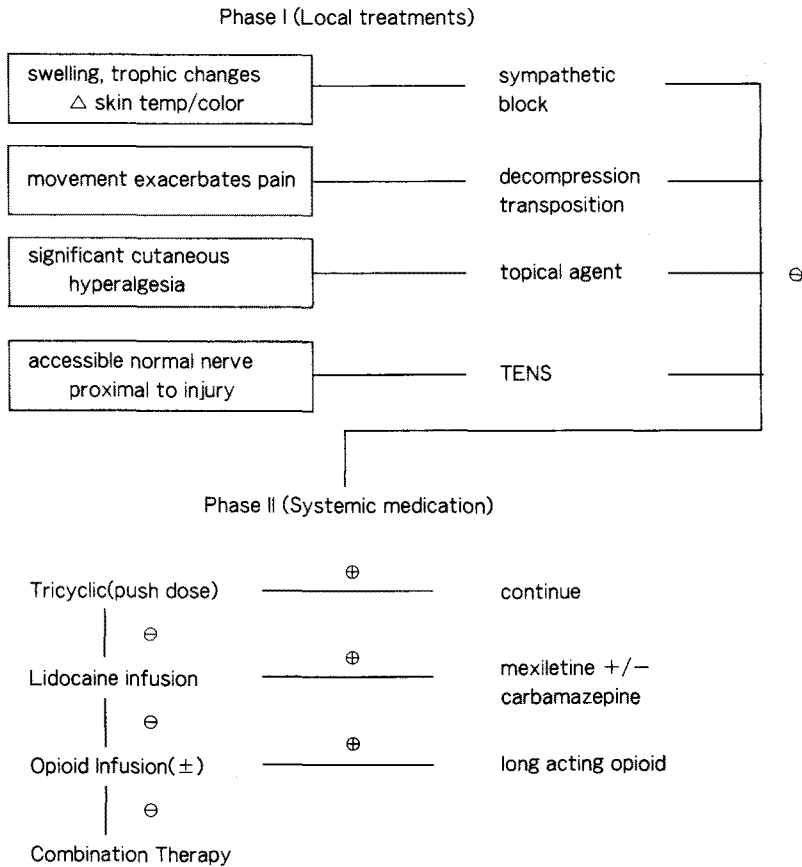 Phase I (Local treatments)
swelling, trophic changes
△ skin temp/color
sympathetic
block
movement exacerbates pain
decompression
transposition
significant cutaneous
hyperalgesia
topical agent
⊖
accessible normal nerve
proximal to injury
TENS
Phase II (Systemic medication)
Tricyclic(push dose)
⊕
continue
⊖
Lidocaine infusion
⊕
mexiletine +/−
carbamazepine
⊖
Opioid Infusion(±)
⊕
long acting opioid
⊖
Combination Therapy